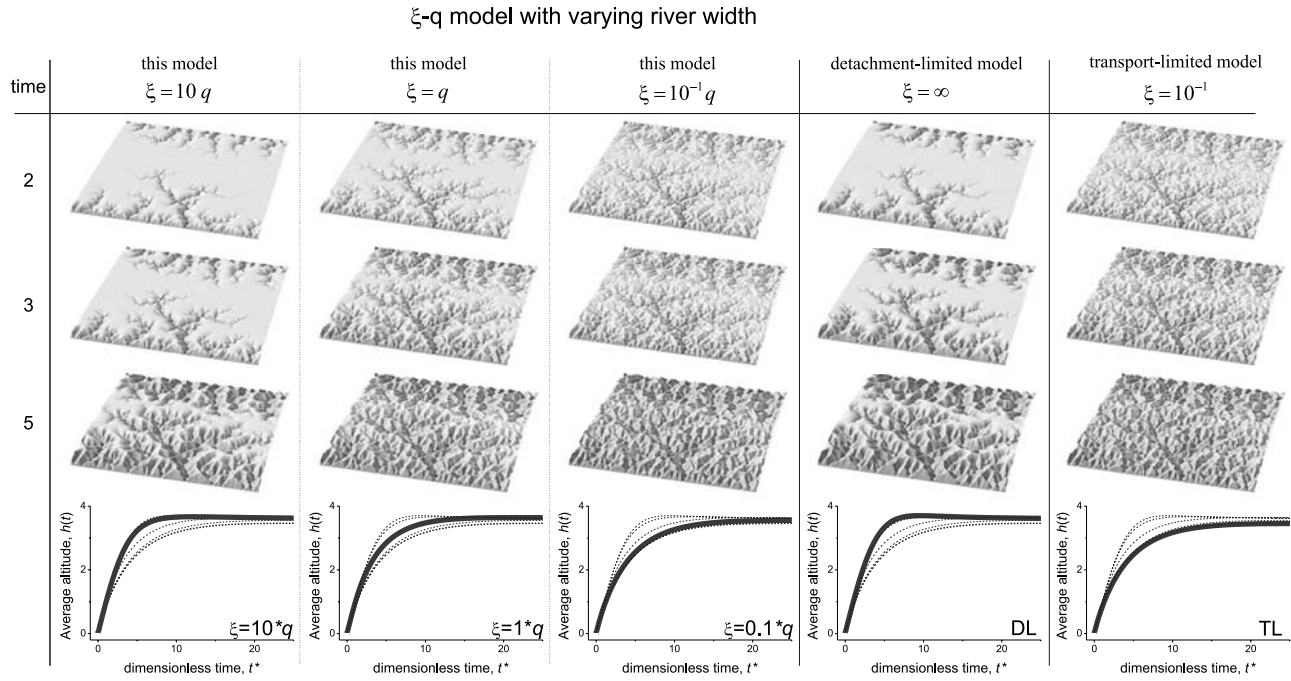 ξ-q model with varying river width
time
this model
ξ = 10 q
this model
ξ = q
this model
ξ = 10⁻¹ q
detachment-limited model
ξ = ∞
transport-limited model
ξ = 10⁻¹
2
3
5
Average altitude, h(t)
4
2
0
0 10 20
ξ=10*q
dimensionless time, t*
Average altitude, h(t)
4
2
0
0 10 20
ξ=1*q
dimensionless time, t*
Average altitude, h(t)
4
2
0
0 10 20
ξ=0.1*q
dimensionless time, t*
Average altitude, h(t)
4
2
0
0 10 20
DL
dimensionless time, t*
Average altitude, h(t)
4
2
0
0 10 20
TL
dimensionless time, t*